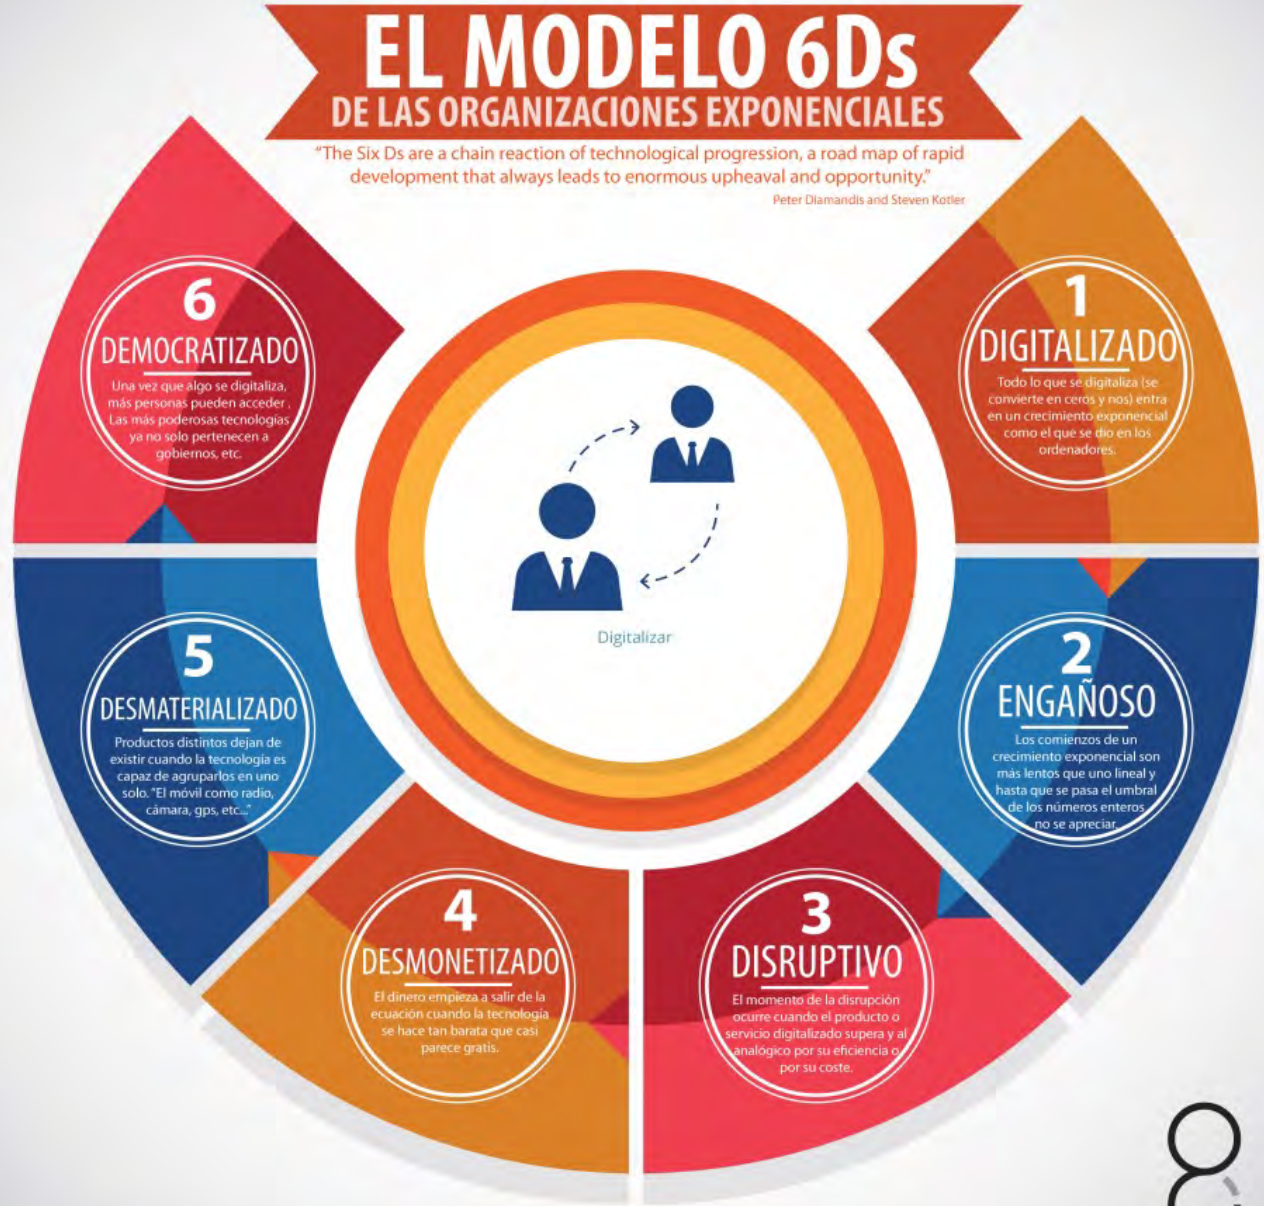 EL MODELO 6Ds
DE LAS ORGANIZACIONES EXPONENCIALES
"The Six Ds are a chain reaction of technological progression, a road map of rapid
development that always leads to enormous upheaval and opportunity."
Peter Diamandis and Steven Kotler
1
DIGITALIZADO
Todo lo que se digitaliza (se
convierte en ceros y nos) entra
en un crecimiento exponencial
como el que se dio en los
ordenadores.
2
ENGAÑOSO
Los comienzos de un
crecimiento exponencial son
más lentos que uno lineal y
hasta que se pasa el umbral
de los números enteros
no se apreciar.
3
DISRUPTIVO
El momento de la disrupción
ocurre cuando el producto o
servicio digitalizado supera y al
analógico por su eficiencia o
por su coste.
4
DESMONETIZADO
El dinero empieza a salir de la
ecuación cuando la tecnología
se hace tan barata que casi
parece gratis.
5
DESMATERIALIZADO
Productos distintos dejan de
existir cuando la tecnología es
capaz de agruparlos en uno
solo. "El móvil como radio,
cámara, gps, etc..."
6
DEMOCRATIZADO
Una vez que algo se digitaliza,
más personas pueden acceder .
Las más poderosas tecnologías
ya no solo pertenecen a
gobiernos, etc.
Digitalizar